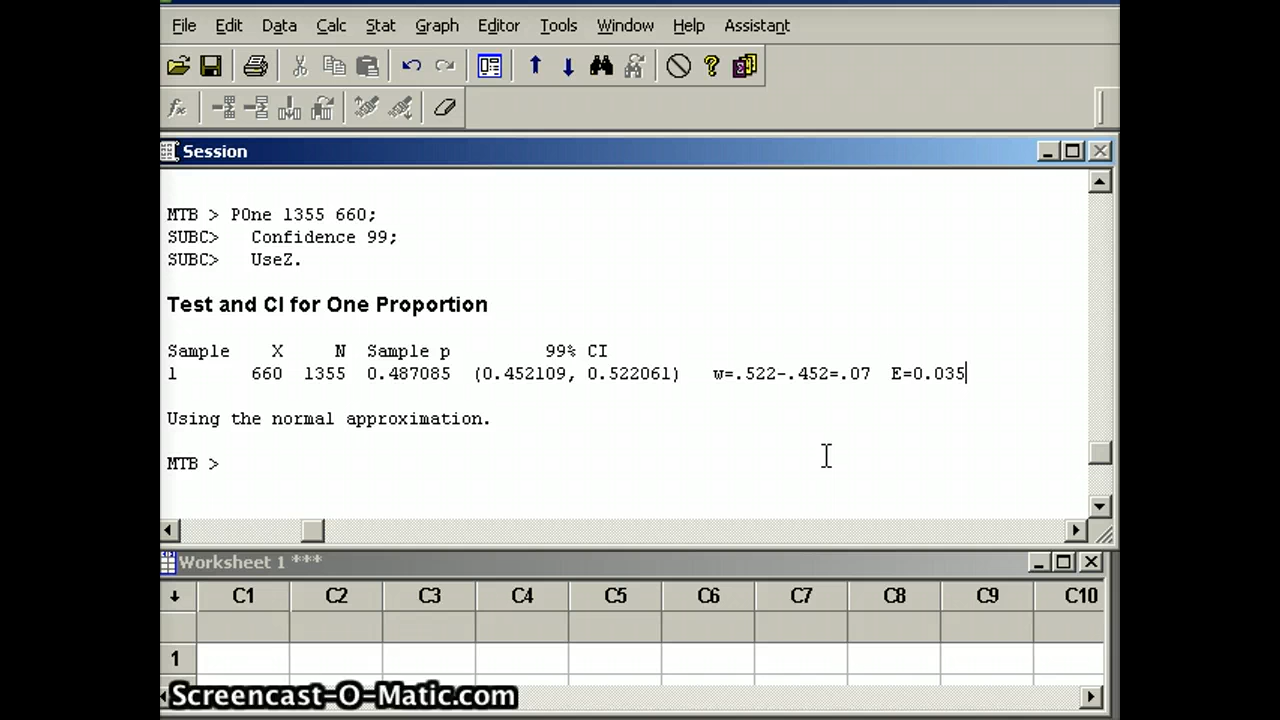 File Edit Data Calc Stat Graph Editor Tools Window Help Assistant
Session
MTB > POne 1355 660;
SUBC> Confidence 99;
SUBC> UseZ.
Test and CI for One Proportion
Sample X N Sample p 99% CI
1 660 1355 0.487085 (0.452109, 0.522061) w=.522-.452=.07 E=0.035
Using the normal approximation.
MTB >
Worksheet 1 ***
C1 C2 C3 C4 C5 C6 C7 C8 C9 C10
1
Screencast-O-Matic.com